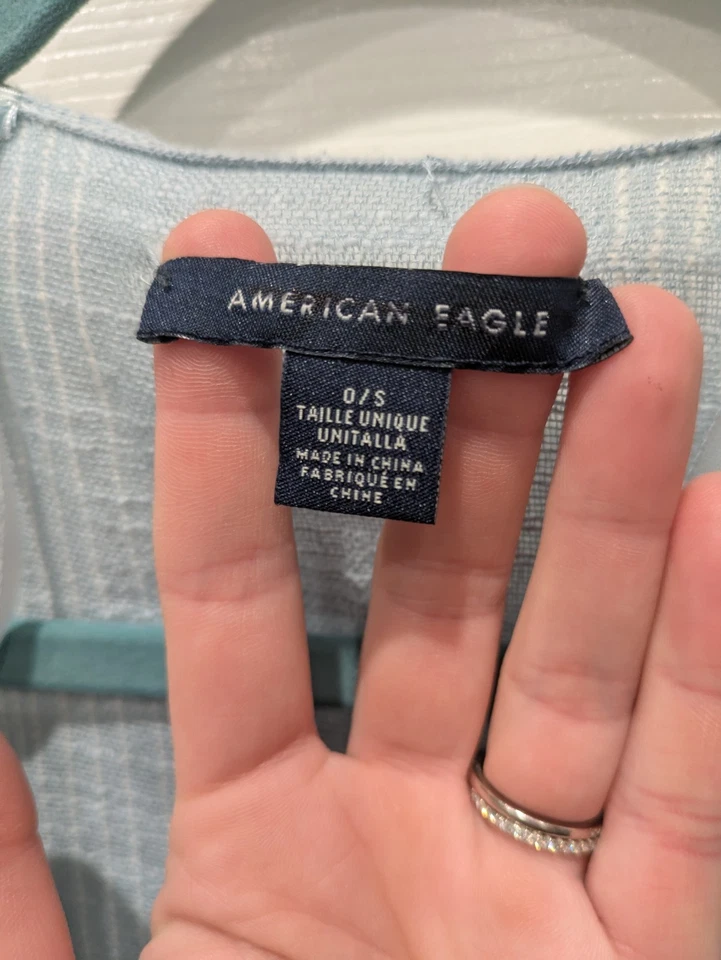 AMERICAN EAGLE
O/S
TAILLE UNIQUE
UNITALLA
MADE IN CHINA
FABRIQUÉ EN
CHINE